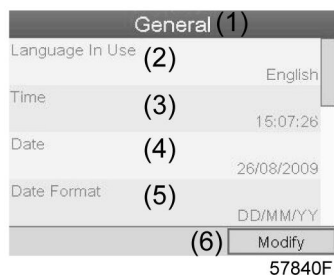 General (1)
Language In Use (2)
English
Time (3)
15:07:26
Date (4)
26/08/2009
Date Format (5)
DD/MM/YY
(6) Modify
57840F